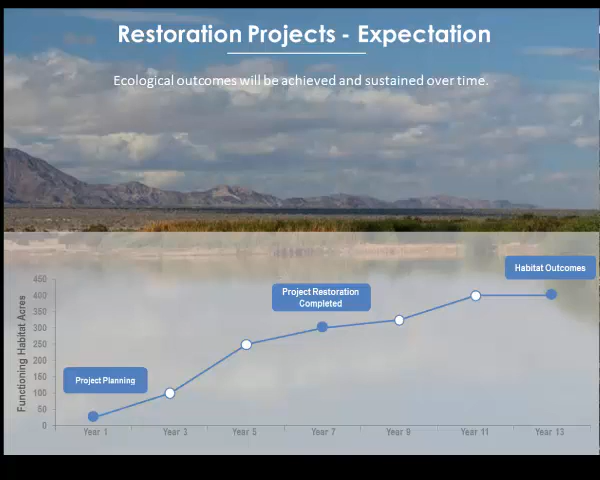 Restoration Projects - Expectation
Ecological outcomes will be achieved and sustained over time.
Habitat Outcomes
Project Restoration
Completed
Project Planning
Functioning Habitat Acres
450
400
350
300
250
200
150
100
50
0
Year 1
Year 3
Year 5
Year 7
Year 9
Year 11
Year 13